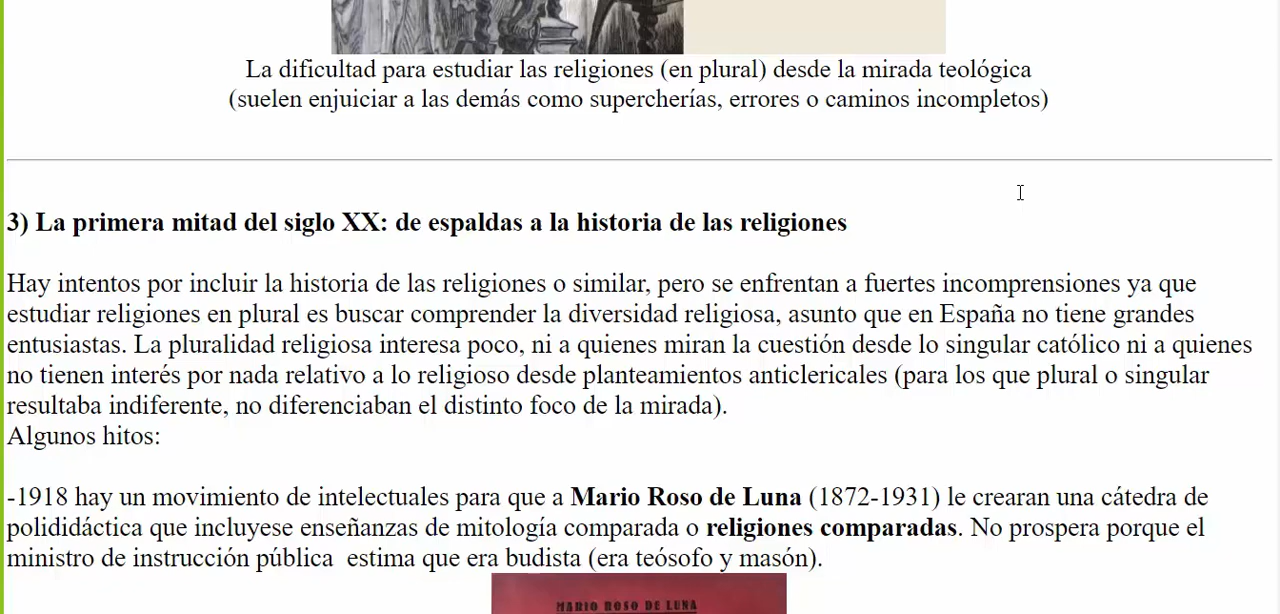 La dificultad para estudiar las religiones (en plural) desde la mirada teológica
(suelen enjuiciar a las demás como supercherías, errores o caminos incompletos)
3) La primera mitad del siglo XX: de espaldas a la historia de las religiones
Hay intentos por incluir la historia de las religiones o similar, pero se enfrentan a fuertes incomprensiones ya que
estudiar religiones en plural es buscar comprender la diversidad religiosa, asunto que en España no tiene grandes
entusiastas. La pluralidad religiosa interesa poco, ni a quienes miran la cuestión desde lo singular católico ni a quienes
no tienen interés por nada relativo a lo religioso desde planteamientos anticlericales (para los que plural o singular
resultaba indiferente, no diferenciaban el distinto foco de la mirada).
Algunos hitos:
-1918 hay un movimiento de intelectuales para que a Mario Roso de Luna (1872-1931) le crearan una cátedra de
polididáctica que incluyese enseñanzas de mitología comparada o religiones comparadas. No prospera porque el
ministro de instrucción pública  estima que era budista (era teósofo y masón).
MARIO ROSO DE LUNA